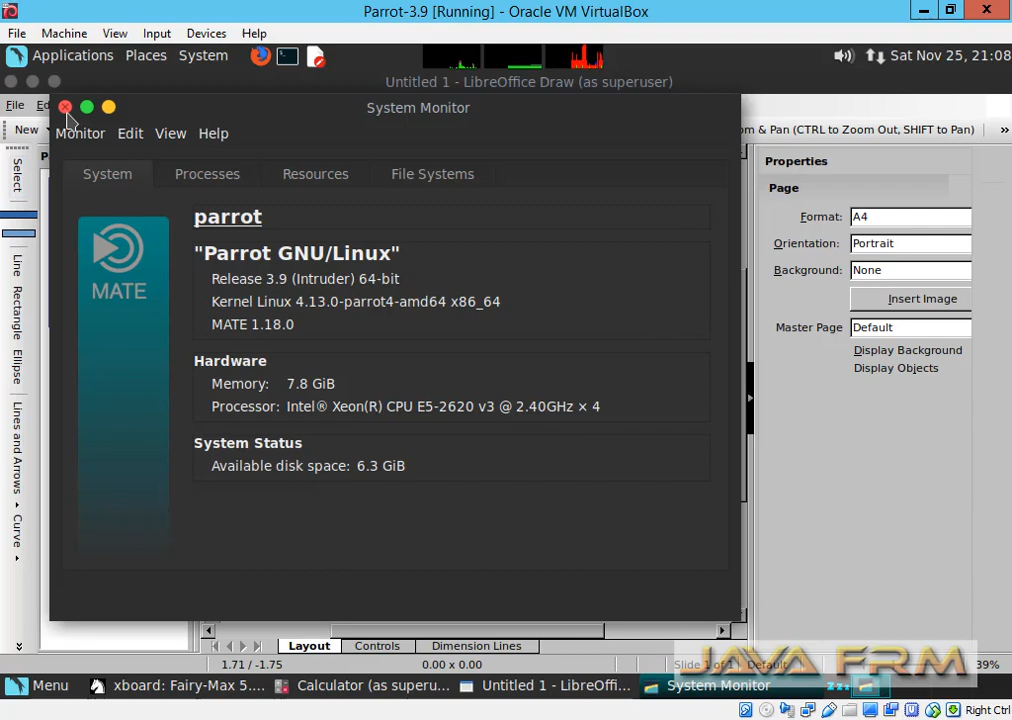 Parrot-3.9 [Running] - Oracle VM VirtualBox
File Machine View Input Devices Help
Applications Places System Sat Nov 25, 21:08
Untitled 1 - LibreOffice Draw (as superuser)
File
System Monitor
New
om & Pan (CTRL to Zoom Out, SHIFT to Pan) »
Monitor Edit View Help
Select
Line
Rectangle
Ellipse
Lines and Arrows
Curve
System Processes Resources File Systems
MATE
parrot
"Parrot GNU/Linux"
Release 3.9 (Intruder) 64-bit
Kernel Linux 4.13.0-parrot4-amd64 x86_64
MATE 1.18.0
Hardware
Memory: 7.8 GiB
Processor: Intel® Xeon(R) CPU E5-2620 v3 @ 2.40GHz × 4
System Status
Available disk space: 6.3 GiB
Properties
Page
Format: A4
Orientation: Portrait
Background: None
Insert Image
Master Page Default
Display Background
Display Objects
Layout Controls Dimension Lines
1.71 / -1.75 0.00 x 0.00 Slide 1 of 1 Default 39%
JAVA FRM
Menu xboard: Fairy-Max 5.... Calculator (as superu... Untitled 1 - LibreOffi... System Monitor zzz
Right Ctrl